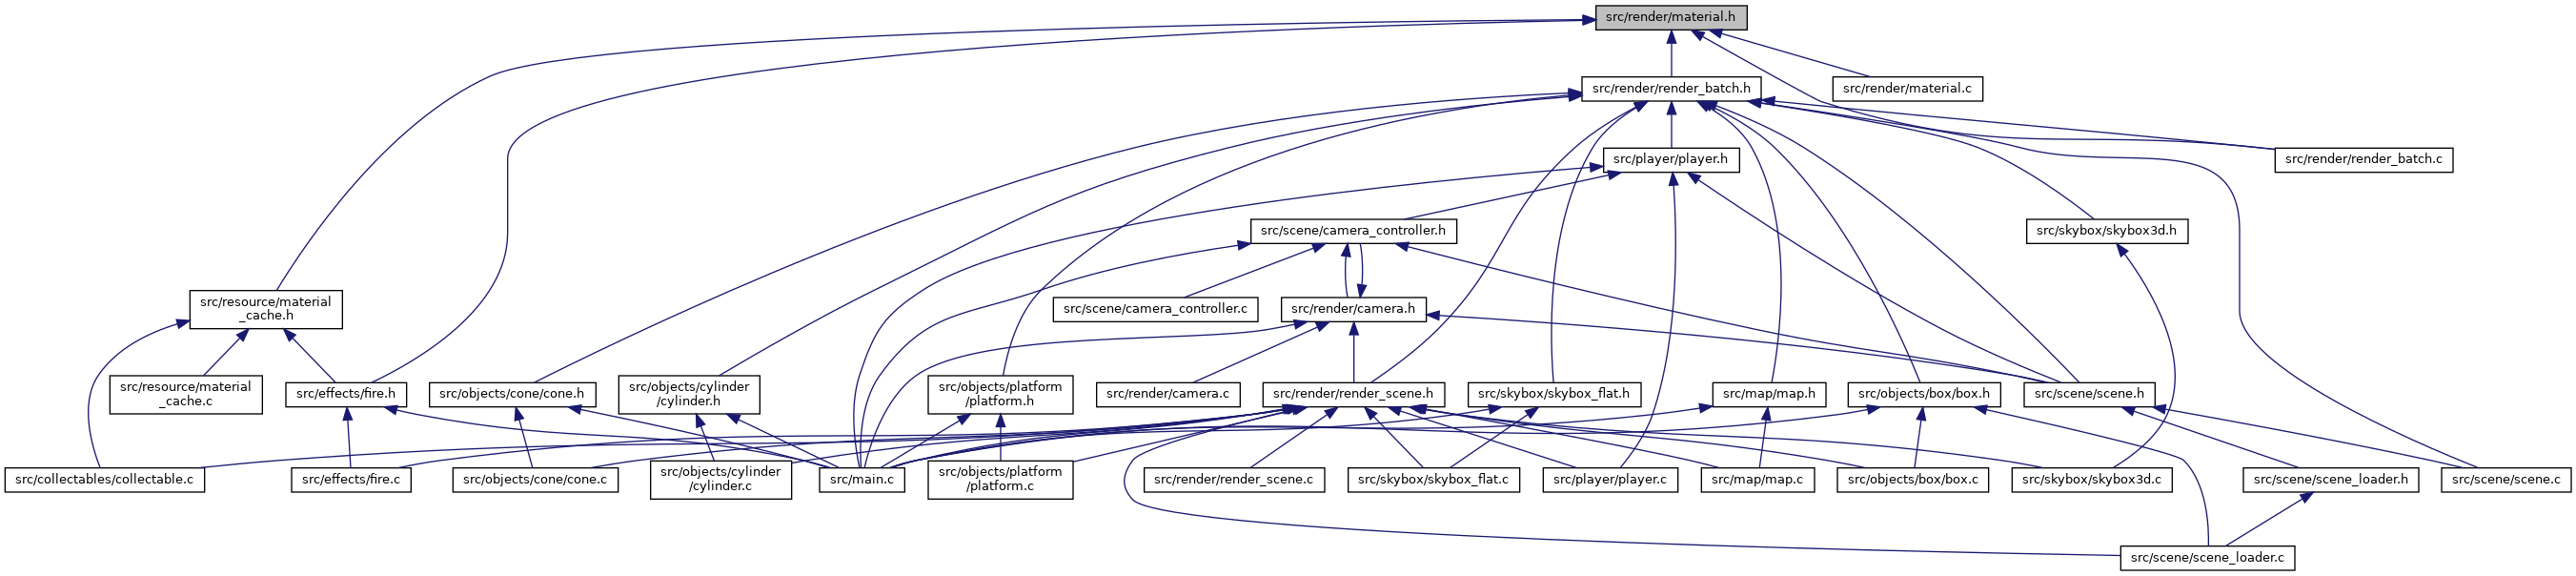 src/render/material.h
src/render/render_batch.h
src/render/material.c
src/player/player.h
src/render/render_batch.c
src/scene/camera_controller.h
src/skybox/skybox3d.h
src/resource/material
_cache.h
src/scene/camera_controller.c
src/render/camera.h
src/resource/material
_cache.c
src/effects/fire.h
src/objects/cone/cone.h
src/objects/cylinder
/cylinder.h
src/objects/platform
/platform.h
src/render/camera.c
src/render/render_scene.h
src/skybox/skybox_flat.h
src/map/map.h
src/objects/box/box.h
src/scene/scene.h
src/collectables/collectable.c
src/effects/fire.c
src/objects/cone/cone.c
src/objects/cylinder
/cylinder.c
src/main.c
src/objects/platform
/platform.c
src/render/render_scene.c
src/skybox/skybox_flat.c
src/player/player.c
src/map/map.c
src/objects/box/box.c
src/skybox/skybox3d.c
src/scene/scene_loader.h
src/scene/scene.c
src/scene/scene_loader.c